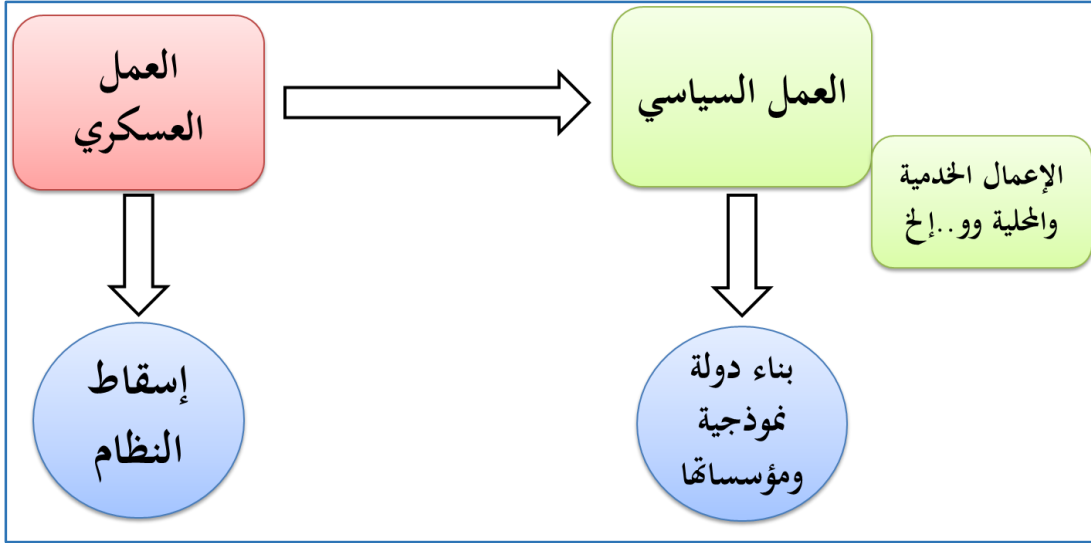 العمل
العسكري
العمل السياسي
الإعمال الخدمية
والمحلية وو..إلخ
إسقاط
النظام
بناء دولة
نموذجية
ومؤسساتها